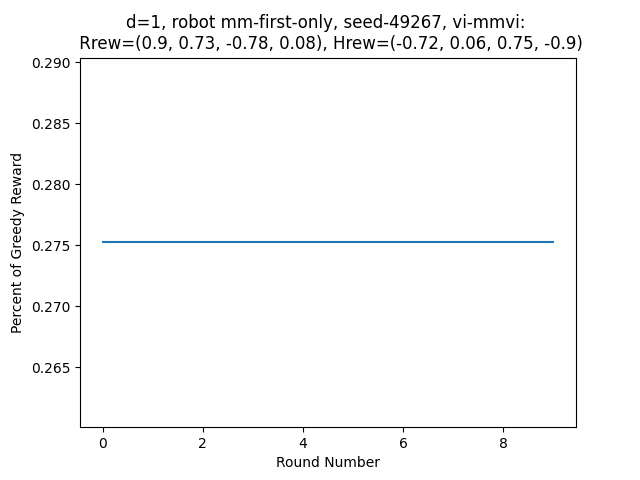 d=1, robot mm-first-only, seed-49267, vi-mmvi:
Rrew=(0.9, 0.73, -0.78, 0.08), Hrew=(-0.72, 0.06, 0.75, -0.9)
0.290
0.285
0.280
0.275
0.270
0.265
Percent of Greedy Reward
0 2 4 6 8
Round Number